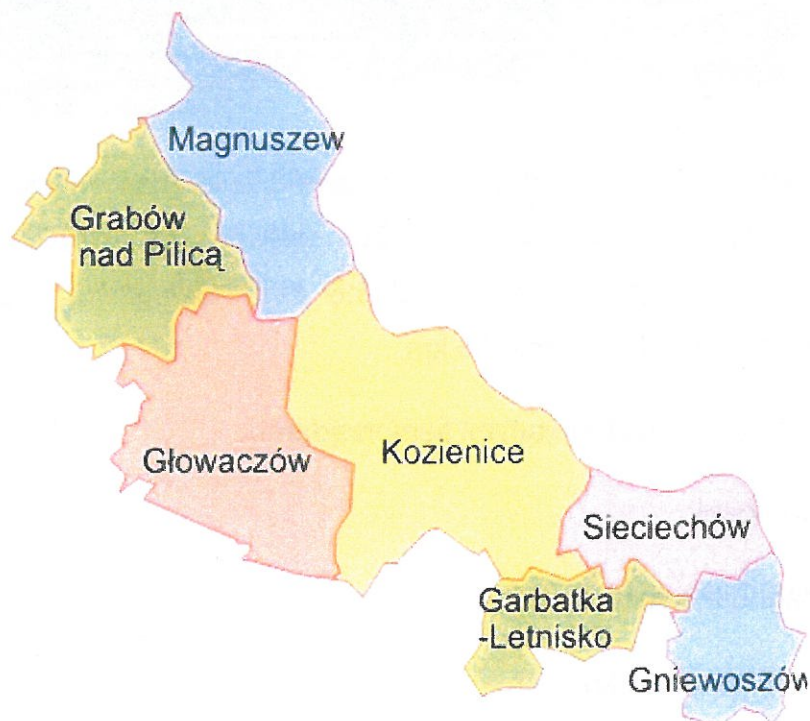 Magnuszew
Grabów
nad Pilicą
Głowaczów
Kozienice
Sieciechów
Garbatka
-Letnisko
Gniewoszów